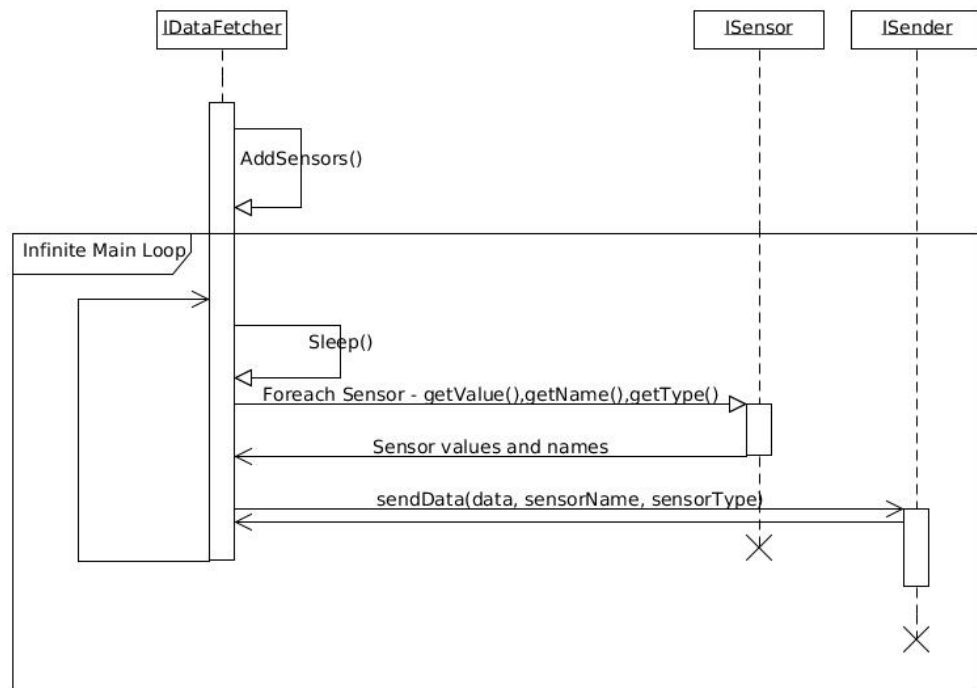 IDataFetcher
ISensor
ISender
AddSensors()
Infinite Main Loop
Sleep()
Foreach Sensor - getValue(),getName(),getType()
Sensor values and names
sendData(data, sensorName, sensorType)